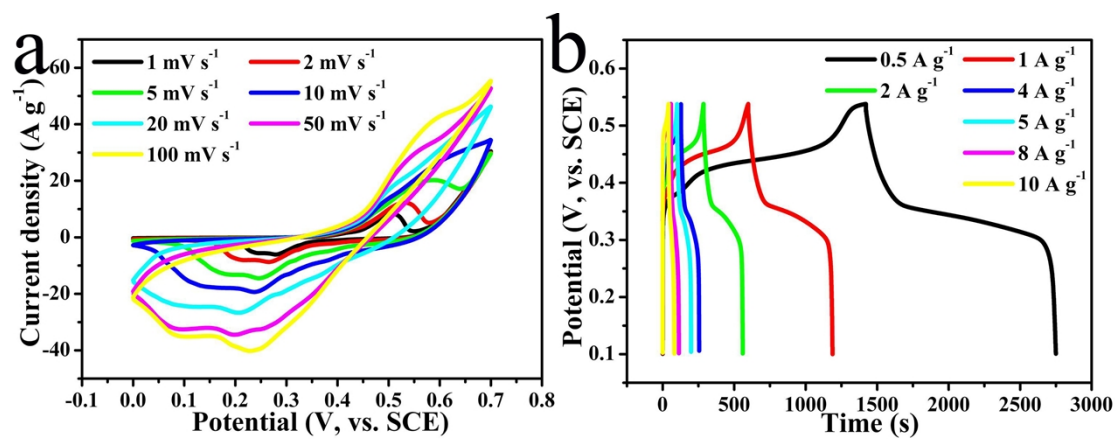 a
1 mV s⁻¹ 2 mV s⁻¹
5 mV s⁻¹ 10 mV s⁻¹
20 mV s⁻¹ 50 mV s⁻¹
100 mV s⁻¹
Current density (A g⁻¹)
60
40
20
0
-20
-40
-0.1 0.0 0.1 0.2 0.3 0.4 0.5 0.6 0.7 0.8
Potential (V, vs. SCE)
b
0.5 A g⁻¹ 1 A g⁻¹
2 A g⁻¹ 4 A g⁻¹
5 A g⁻¹
8 A g⁻¹
10 A g⁻¹
Potential (V, vs. SCE)
0.6
0.5
0.4
0.3
0.2
0.1
0 500 1000 1500 2000 2500 3000
Time (s)